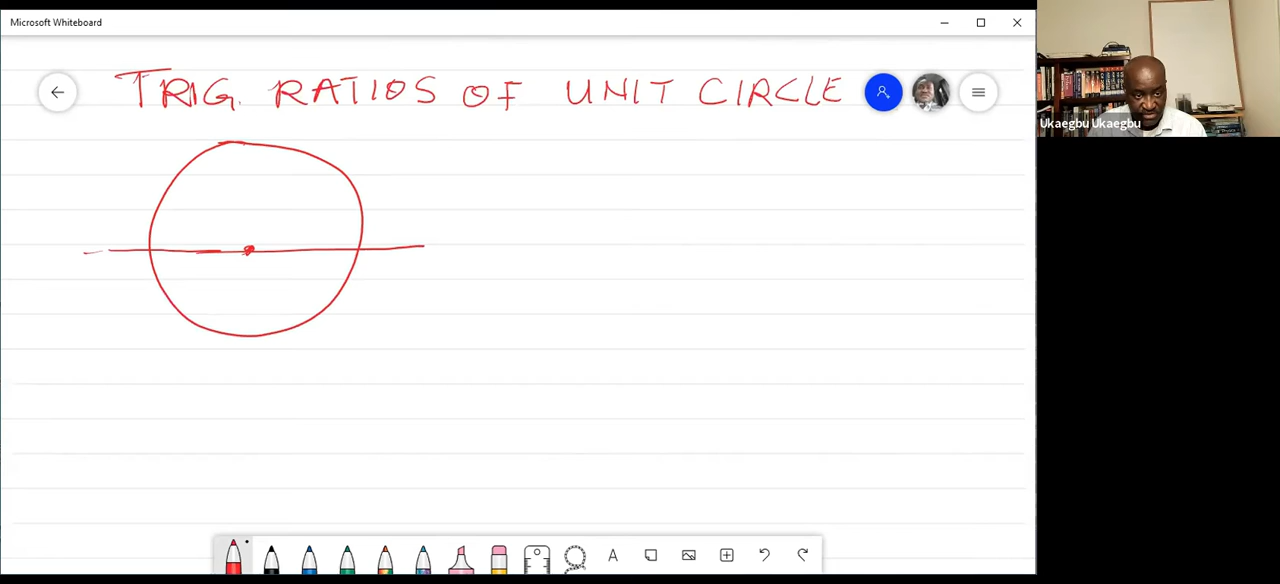 Microsoft Whiteboard
TRIG. RATIOS OF UNIT CIRCLE
Ukaegbu Ukaegbu